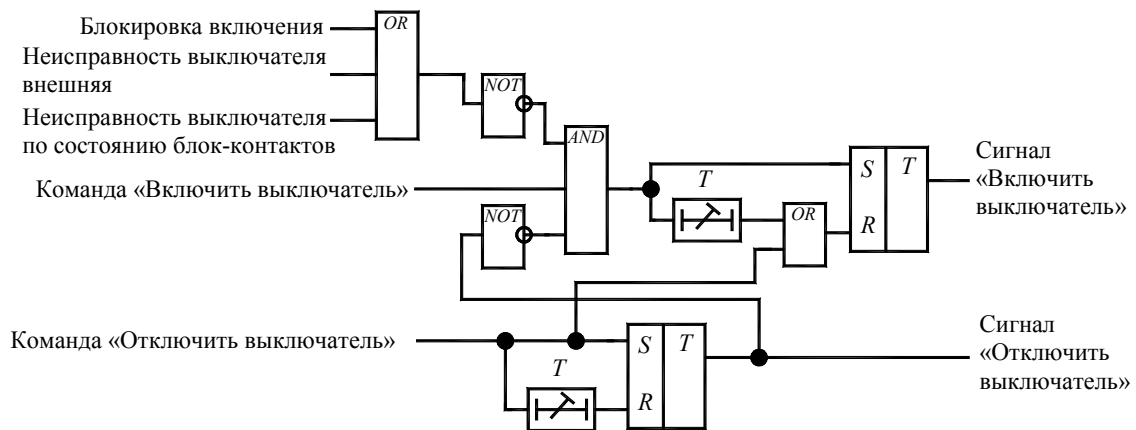 Блокировка включения
Неисправность выключателя
внешняя
Неисправность выключателя
по состоянию блок-контактов
Команда «Включить выключатель»
Команда «Отключить выключатель»
OR
NOT
AND
NOT
T
OR
S
T
R
Сигнал
«Включить
выключатель»
T
S
T
R
Сигнал
«Отключить
выключатель»